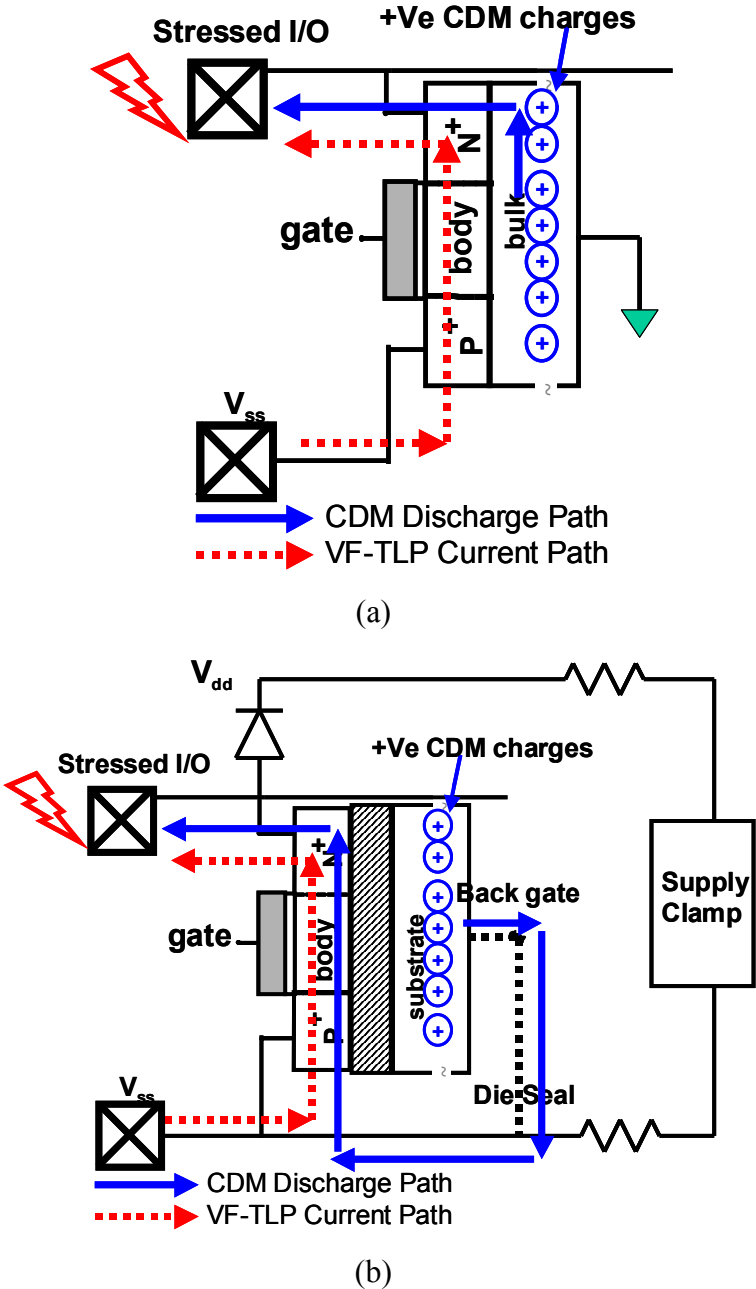 +Ve CDM charges
Stressed I/O
N+
gate
body
bulk
P+
Vss
CDM Discharge Path
VF-TLP Current Path
(a)
Vdd
+Ve CDM charges
Stressed I/O
N+
Back gate
Supply
Clamp
gate
body
substrate
P+
Die Seal
Vss
CDM Discharge Path
VF-TLP Current Path
(b)